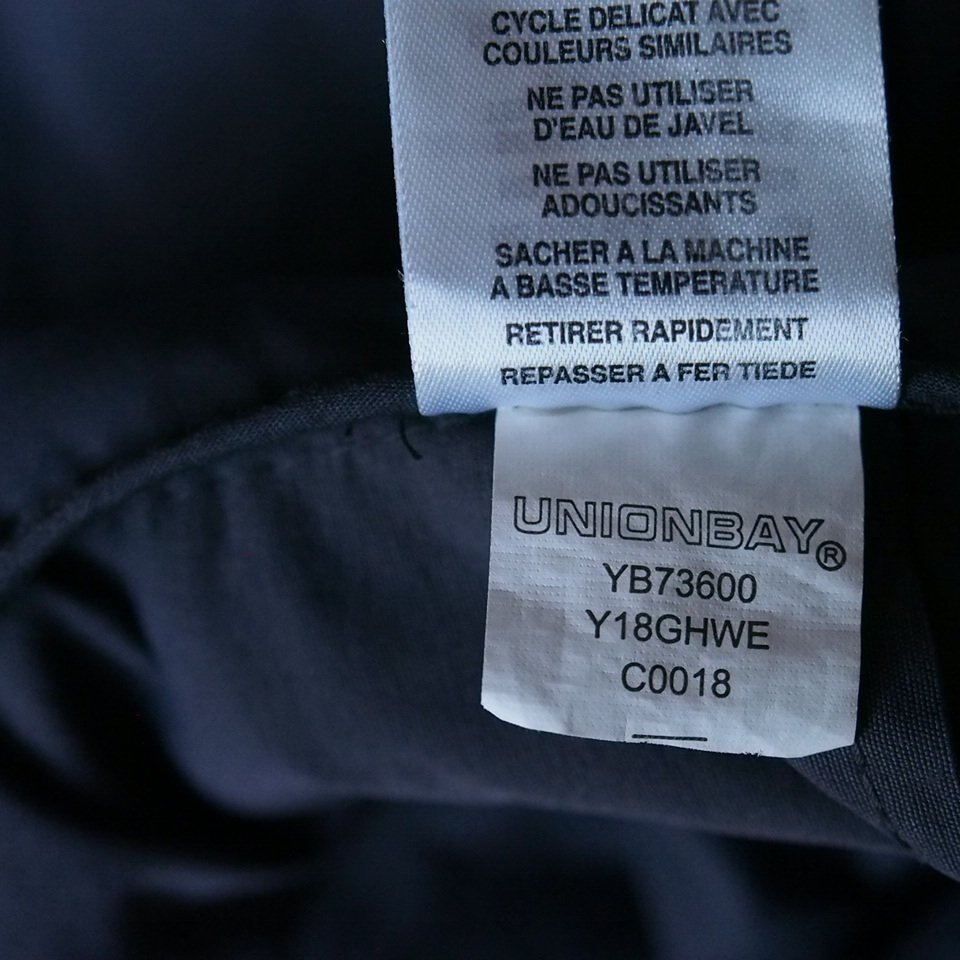 CYCLE DELICAT AVEC
COULEURS SIMILAIRES
NE PAS UTILISER
D'EAU DE JAVEL
NE PAS UTILISER
ADOUCISSANTS
SACHER A LA MACHINE
A BASSE TEMPERATURE
RETIRER RAPIDEMENT
REPASSER A FER TIEDE
UNIONBAY®
YB73600
Y18GHWE
C0018